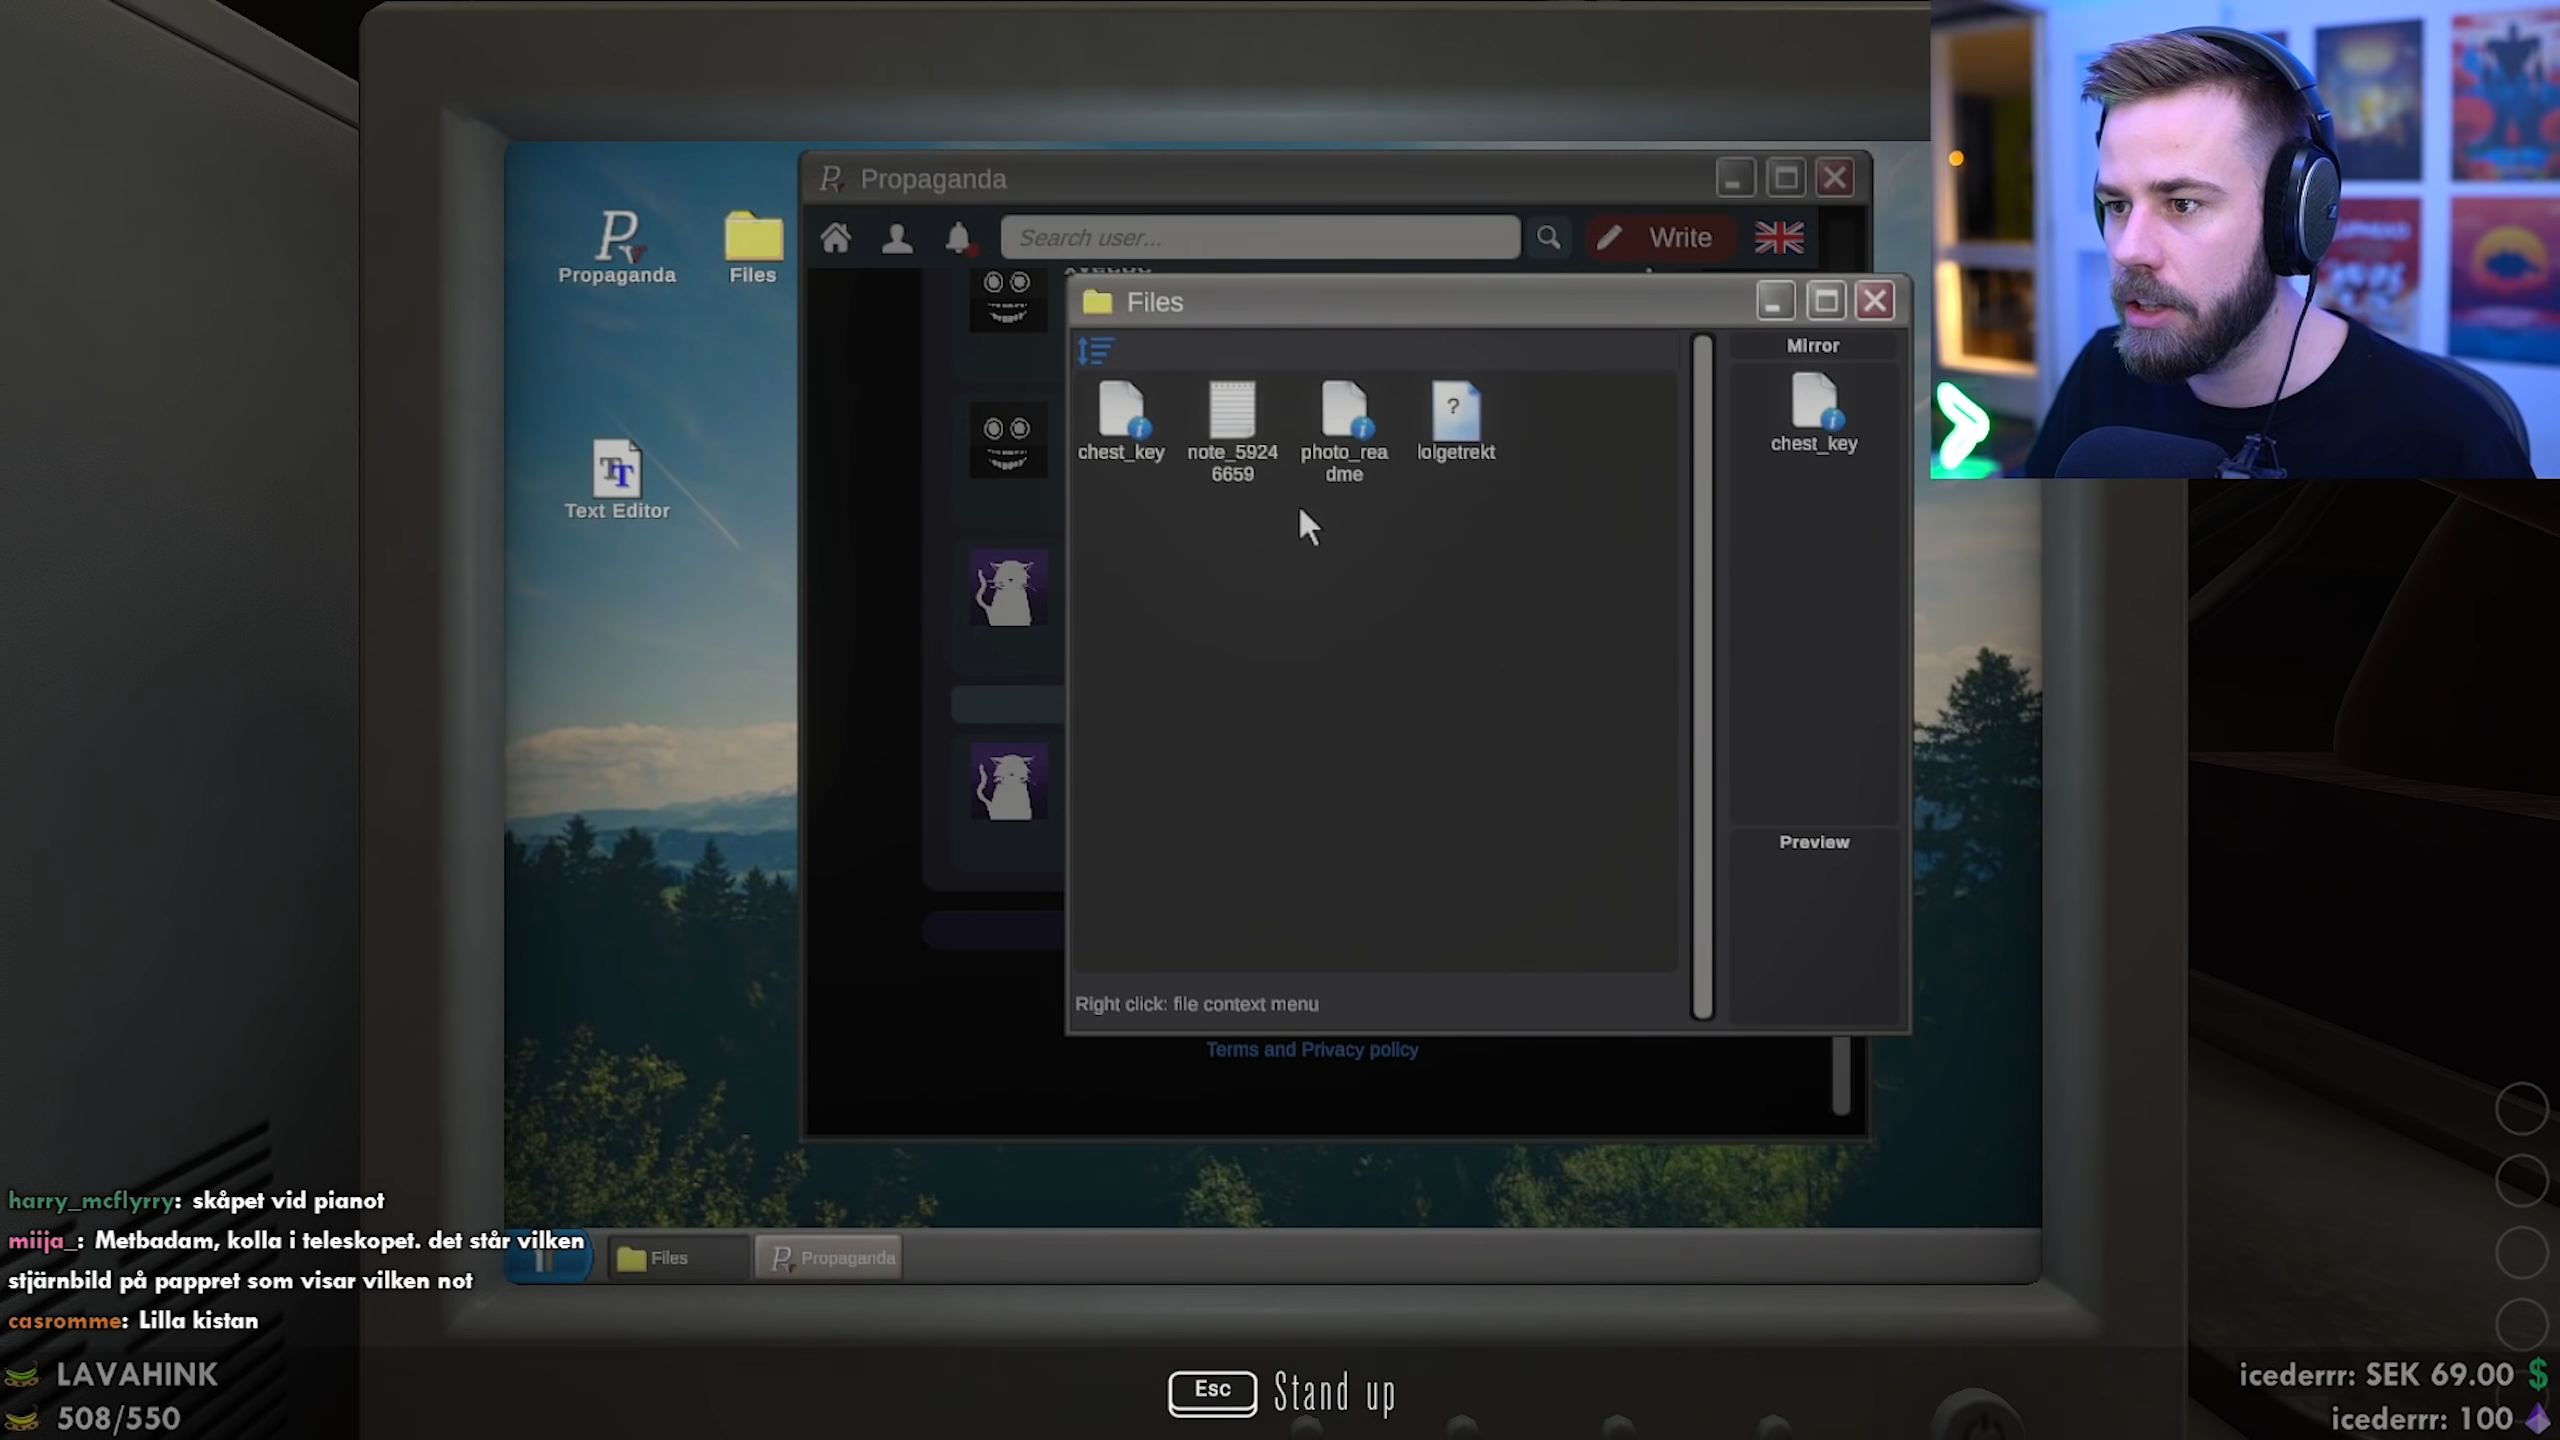 Propaganda
Search user...
Write
Propaganda
Files
Files
Mirror
chest_key
note_5924
6659
photo_rea
dme
lolgetrekt
chest_key
Text Editor
Preview
Right click: file context menu
Terms and Privacy policy
harry_mcflyrry: skåpet vid pianot
miija_: Metbadam, kolla i teleskopet. det står vilken
stjärnbild på pappret som visar vilken not
casromme: Lilla kistan
Files
Propaganda
LAVAHINK
508/550
Esc
Stand up
icederrr: SEK 69.00 $
icederrr: 100